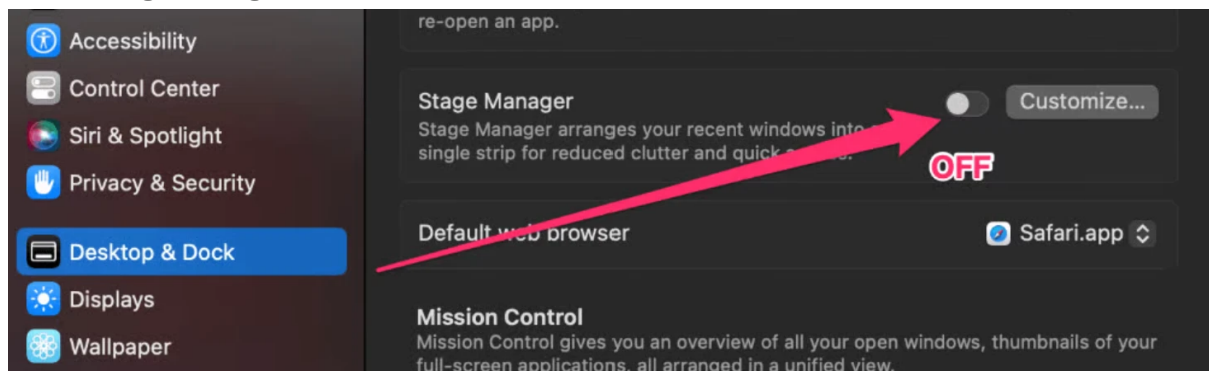 re-open an app.
Accessibility
Control Center
Siri & Spotlight
Privacy & Security
Desktop & Dock
Displays
Wallpaper
Stage Manager
Customize...
Stage Manager arranges your recent windows into
single strip for reduced clutter and quick
OFF
Default web browser
Safari.app
Mission Control
Mission Control gives you an overview of all your open windows, thumbnails of your
full-screen applications, all arranged in a unified view.